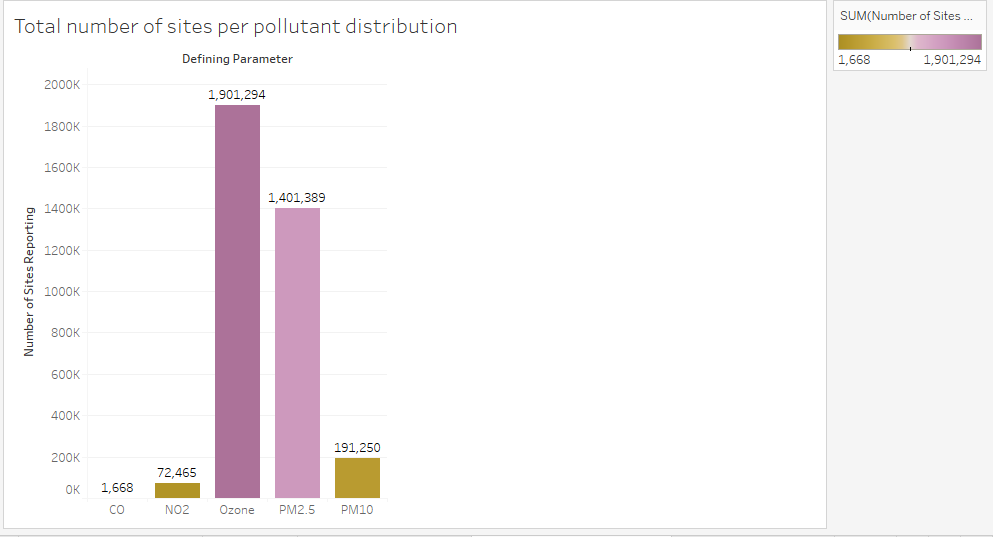 Total number of sites per pollutant distribution
Defining Parameter
Number of Sites Reporting
2000K
1800K
1600K
1400K
1200K
1000K
800K
600K
400K
200K
0K
1,668
72,465
1,901,294
1,401,389
191,250
CO NO2 Ozone PM2.5 PM10
SUM(Number of Sites ...
1,668 1,901,294